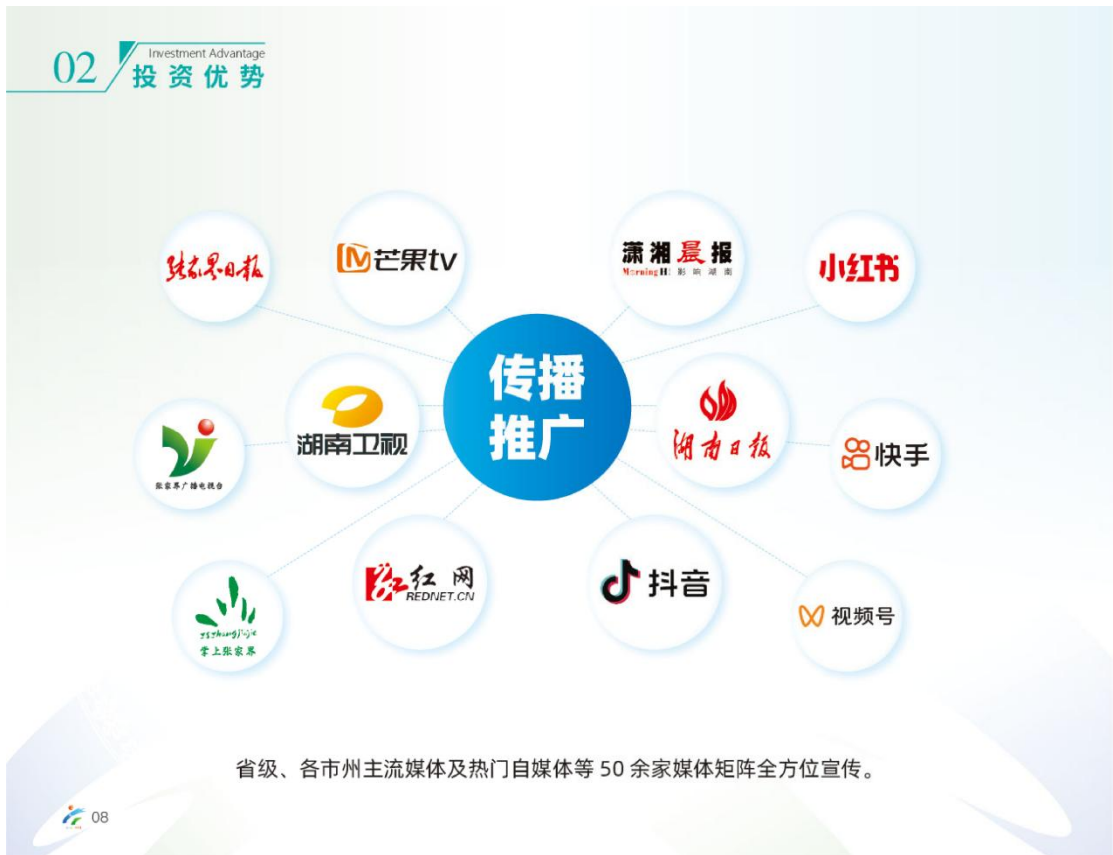 02
Investment Advantage
投资优势
张家界日报
芒果tv
潇湘晨报
Morning H: 影响湖南
小红书
传播
推广
湖南卫视
湖南日报
快手
张家界广播电视台
红网
REDNET.CN
抖音
视频号
掌上张家界
省级、各市州主流媒体及热门自媒体等 50 余家媒体矩阵全方位宣传。
08